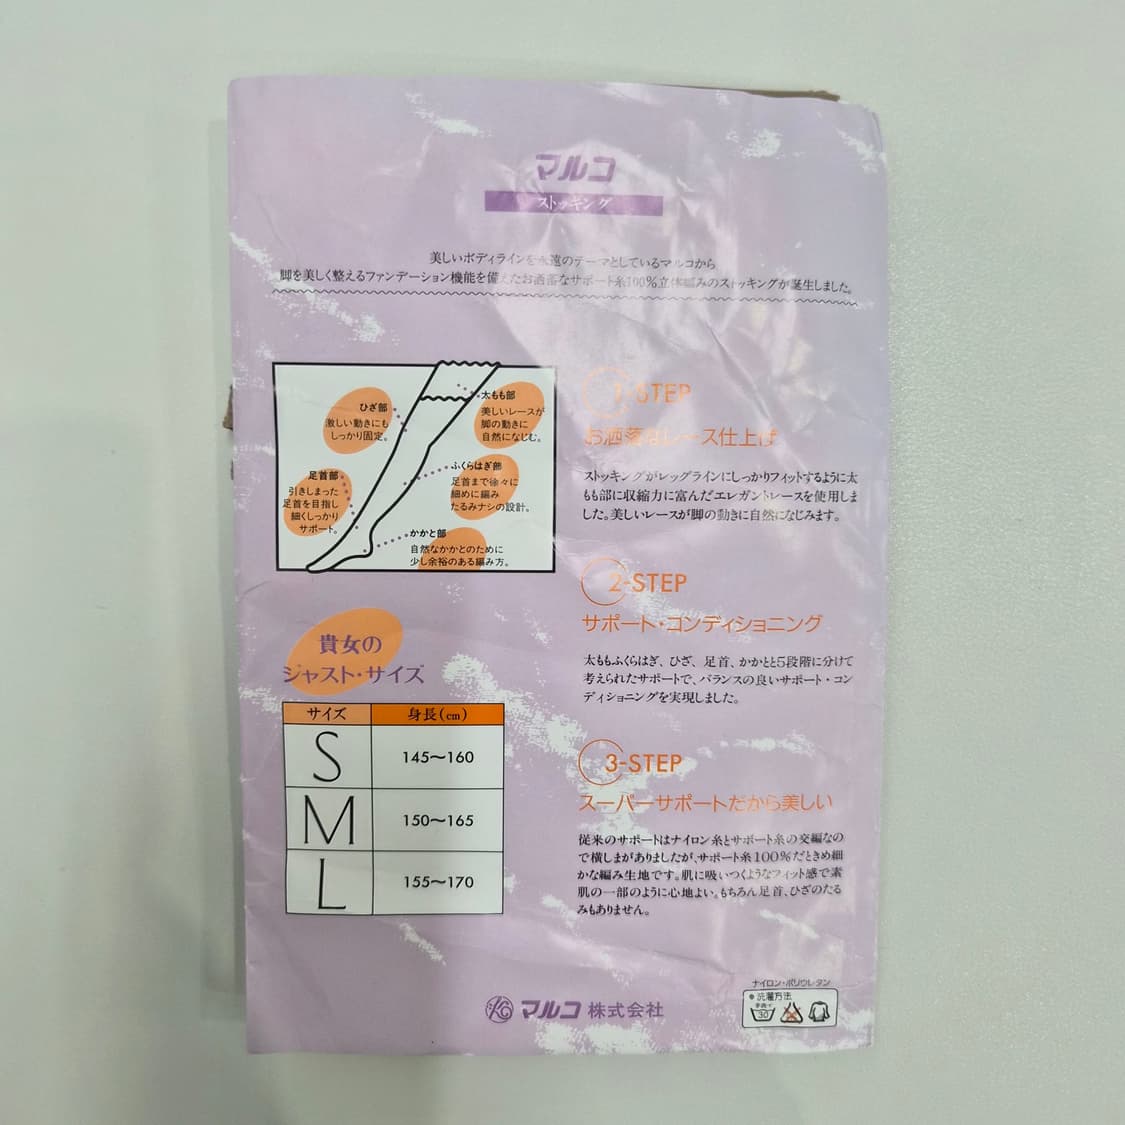 マルコ
ストッキング
美しいボディラインを永遠のテーマとしているマルコから
脚を美しく整えるファンデーション機能を備えたお洒落なサポート糸100%立体編みのストッキングが誕生しました。
太もも部
美しいレースが
脚の動きに
自然になじむ。
ひざ部
激しい動きにも
しっかり固定。
ふくらはぎ部
足首まで徐々に
細めに編み
たるみナシの設計。
足首部
引きしまった
足首を目指し
細くしっかり
サポート。
かかと部
自然なかかとのために
少し余裕のある編み方。
貴女の
ジャスト・サイズ
サイズ 身長(cm)
S 145〜160
M 150〜165
L 155〜170
1-STEP
お洒落なレース仕上げ
ストッキングがレッグラインにしっかりフィットするように太
もも部に収縮力に富んだエレガントレースを使用しま
した。美しいレースが脚の動きに自然になじみます。
2-STEP
サポート・コンディショニング
太ももふくらはぎ、ひざ、足首、かかとと5段階に分けて
考えられたサポートで、バランスの良いサポート・コン
ディショニングを実現しました。
3-STEP
スーパーサポートだから美しい
従来のサポートはナイロン糸とサポート糸の交編なの
で横しまがありましたが、サポート糸100%だときめ細
かな編み生地です。肌に吸いつくようなフィット感で素
肌の一部のように心地よい。もちろん足首、ひざのたる
みもありません。
KG マルコ 株式会社
ナイロン・ポリウレタン
●洗濯方法
手洗イ
30